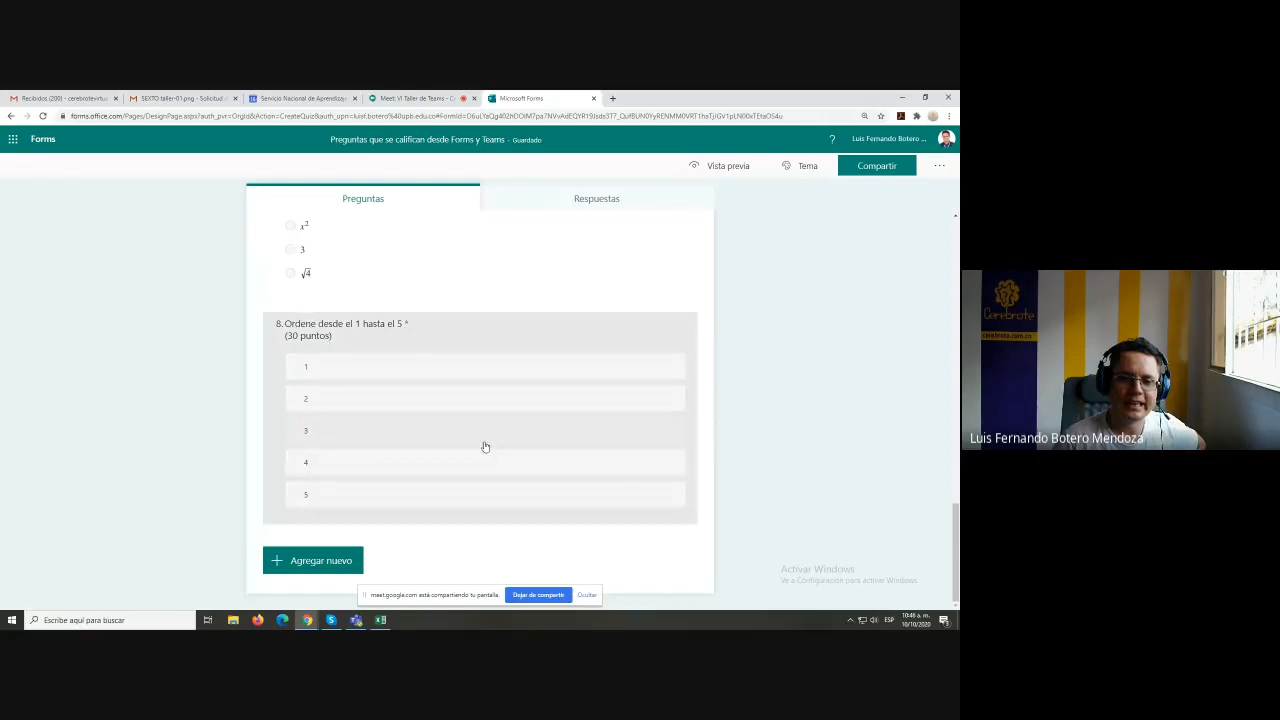 Recibidos (200) - cerebrotevirtu
SEXTO taller-01.png - Solicitud d
Servicio Nacional de Aprendizaje
Meet: VI Taller de Teams - C
Microsoft Forms
Forms
Preguntas que se califican desde Forms y Teams - Guardado
?
Luis Fernando Botero ...
Vista previa
Tema
Compartir
...
Preguntas
Respuestas
x²
3
√4
8. Ordene desde el 1 hasta el 5 *
(30 puntos)
1
2
3
4
5
+ Agregar nuevo
Activar Windows
Ve a Configuración para activar Windows
meet.google.com está compartiendo tu pantalla.
Dejar de compartir
Ocultar
Escribe aquí para buscar
ESP
10:46 a. m.
10/10/2020
Cerebrote
cerebrote.com.co
Luis Fernando Botero Mendoza